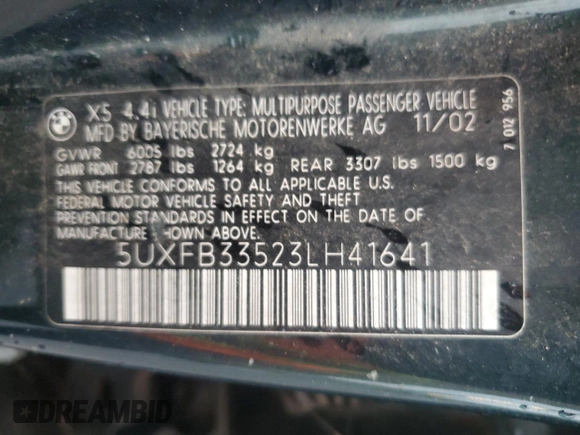 X5 4.4i VEHICLE TYPE: MULTIPURPOSE PASSENGER VEHICLE
MFD BY BAYERISCHE MOTORENWERKE AG 11/02
GVWR 6005 lbs 2724 kg
GAWR FRONT 2787 lbs 1264 kg REAR 3307 lbs 1500 kg
THIS VEHICLE CONFORMS TO ALL APPLICABLE U.S.
FEDERAL MOTOR VEHICLE SAFETY AND THEFT
PREVENTION STANDARDS IN EFFECT ON THE DATE OF
MANUFACTURE HOWN ABOVE.
5UXFB33523LH41641
7 012 956
DREAMBID